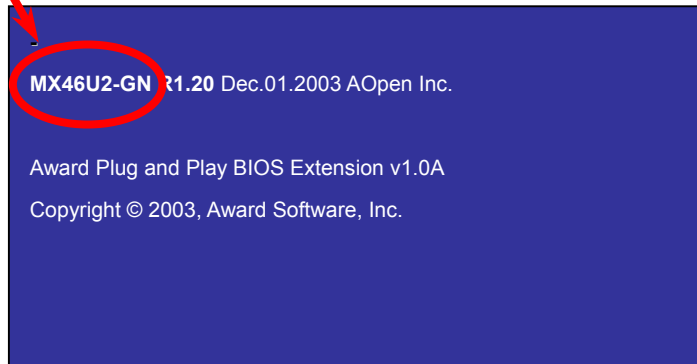 MX46U2-GN R1.20 Dec.01.2003 AOpen Inc.
Award Plug and Play BIOS Extension v1.0A
Copyright © 2003, Award Software, Inc.